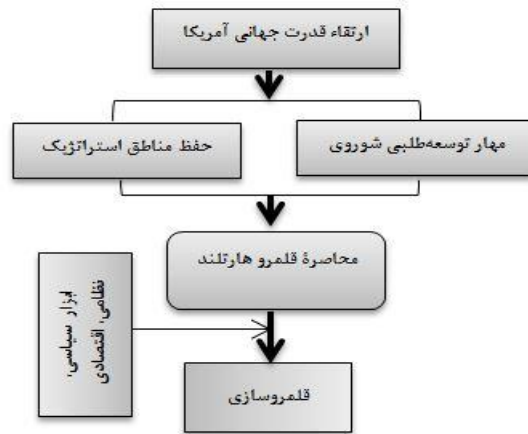 ارتقاء قدرت جهانی آمریکا
مهار توسعه‌طلبی شوروی
حفظ مناطق استراتژیک
محاصرهٔ قلمرو هارتلند
ابزار سیاسی،
نظامی، اقتصادی
قلمروسازی